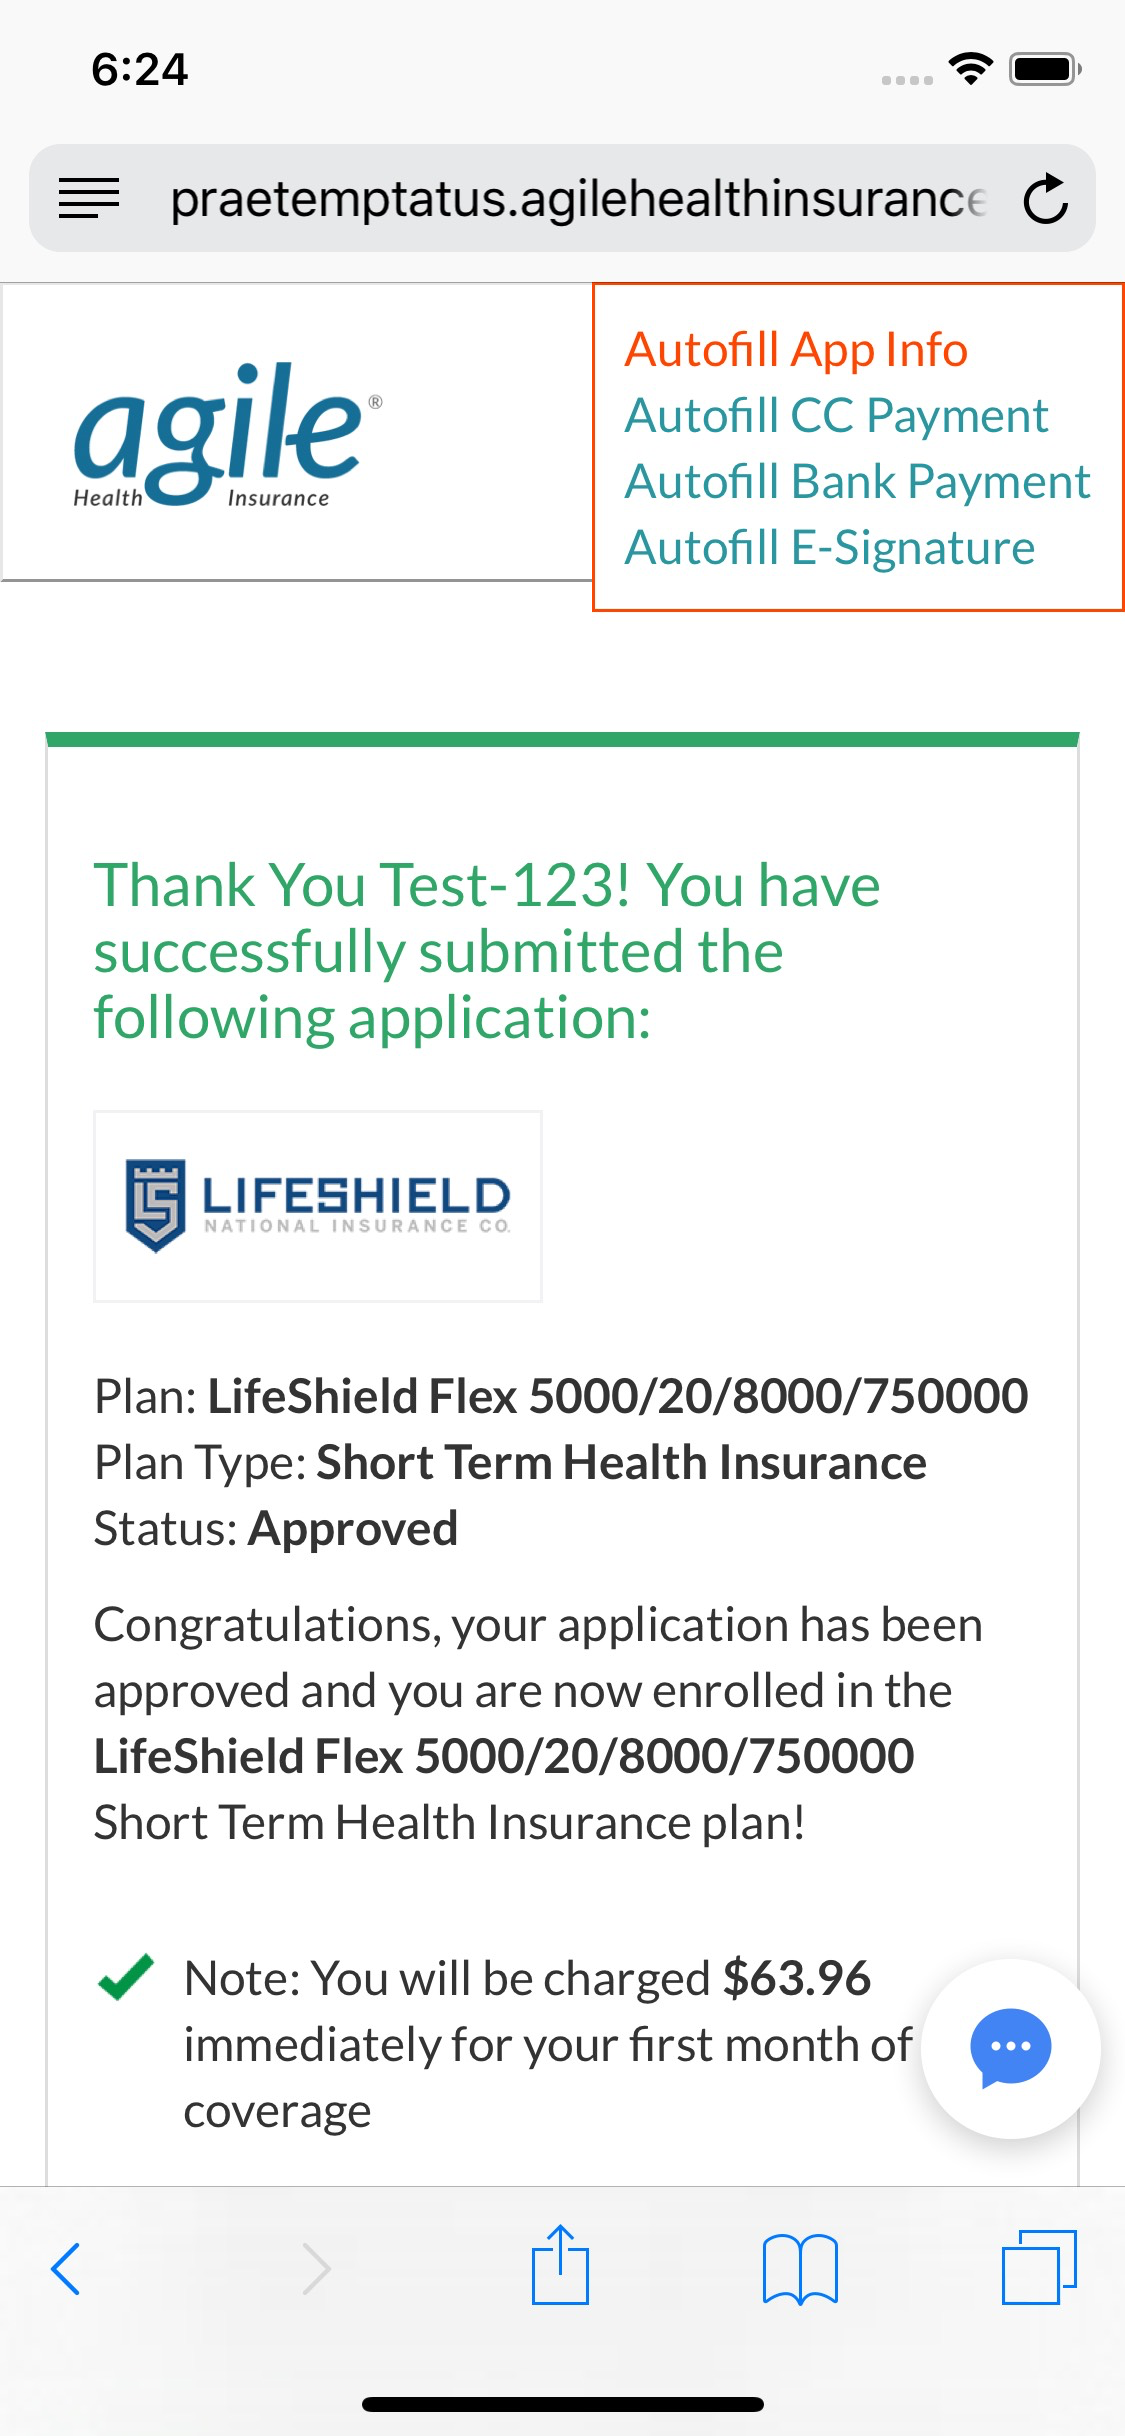 6:24
praetemptatus.agilehealthinsurance
agile®
Health Insurance
Autofill App Info
Autofill CC Payment
Autofill Bank Payment
Autofill E-Signature
Thank You Test-123! You have
successfully submitted the
following application:
LIFESHIELD
NATIONAL INSURANCE CO.
Plan: LifeShield Flex 5000/20/8000/750000
Plan Type: Short Term Health Insurance
Status: Approved
Congratulations, your application has been
approved and you are now enrolled in the
LifeShield Flex 5000/20/8000/750000
Short Term Health Insurance plan!
Note: You will be charged $63.96
immediately for your first month of
coverage